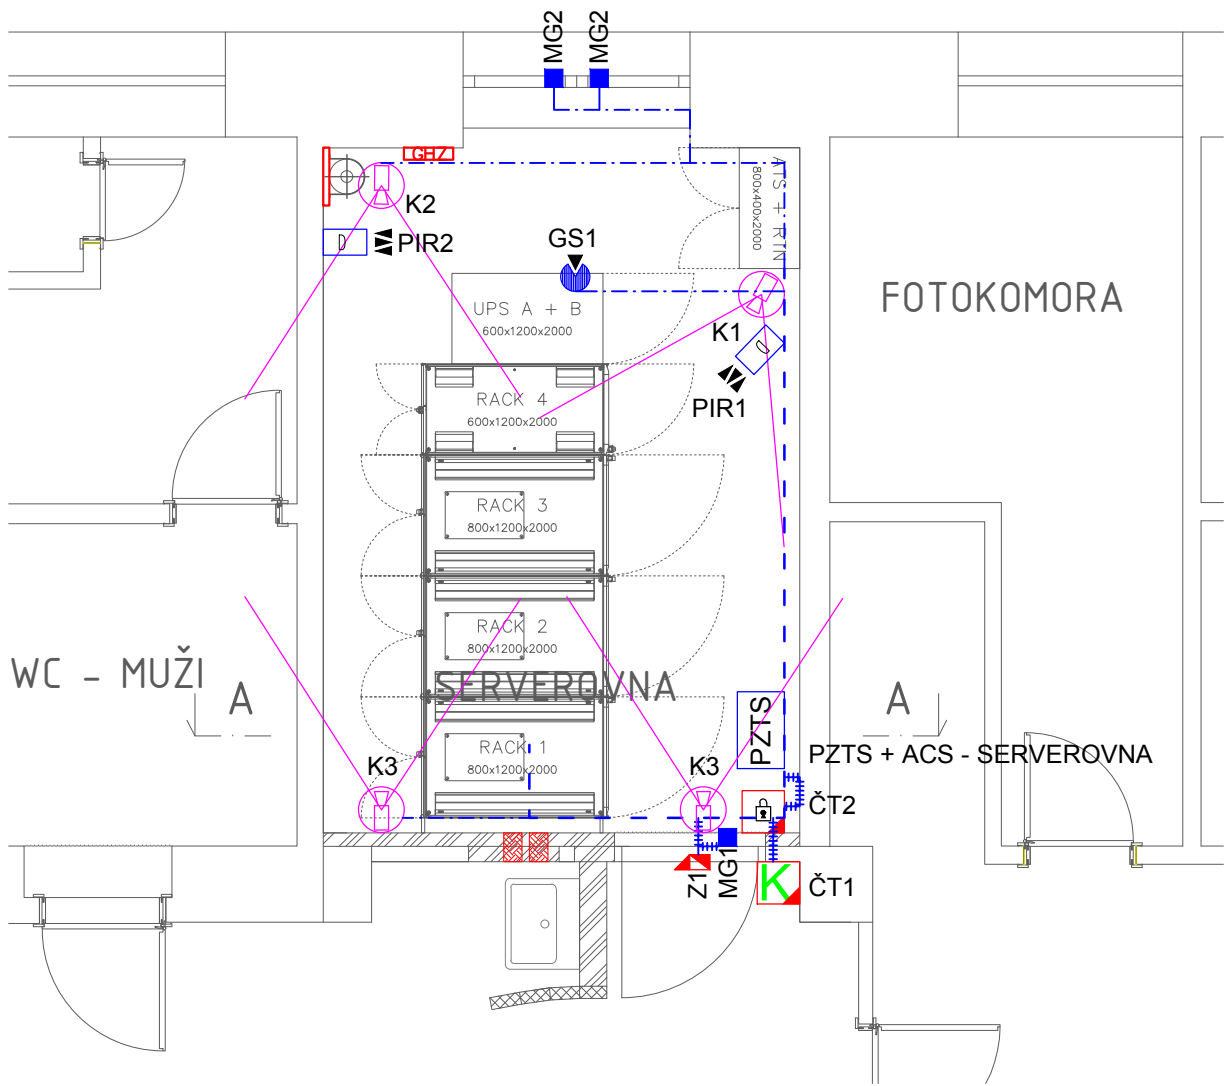 MG2
MG2
GHZ
K2
PIR2
GS1
ATS + RIN
800x400x2000
UPS A + B
600x1200x2000
K1
FOTOKOMORA
PIR1
RACK 4
600x1200x2000
RACK 3
800x1200x2000
RACK 2
800x1200x2000
WC - MUŽI
A
SERVEROVNA
A
PZTS
RACK 1
800x1200x2000
PZTS + ACS - SERVEROVNA
K3
K3
ČT2
Z1
MG1
K
ČT1